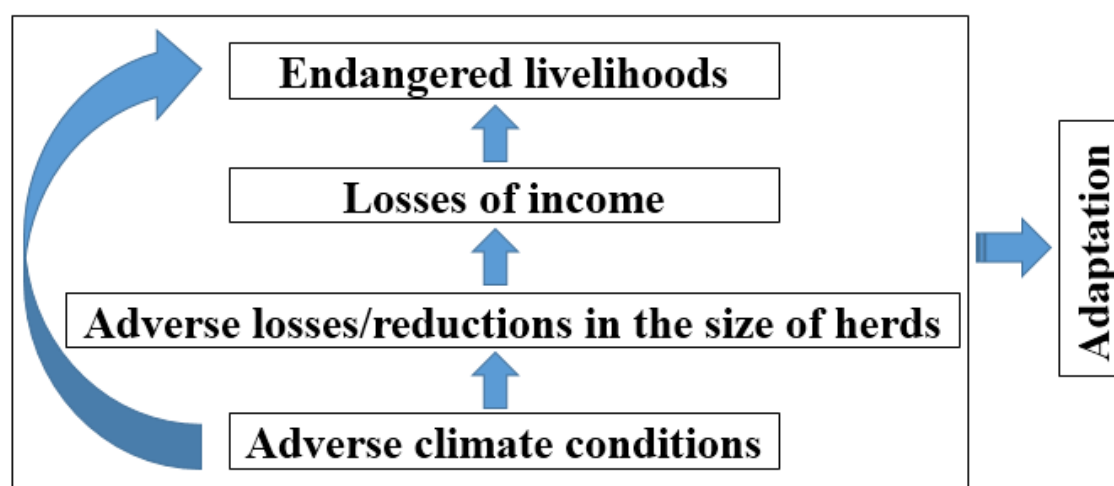 Endangered livelihoods
Losses of income
Adverse losses/reductions in the size of herds
Adverse climate conditions
Adaptation